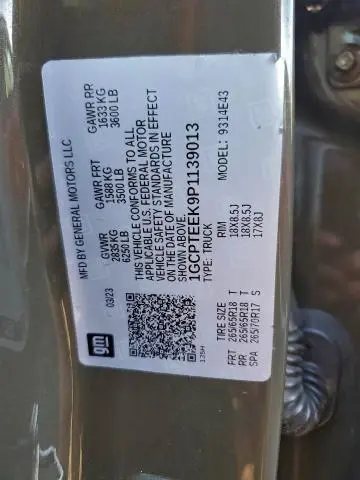 MFD BY GENERAL MOTORS LLC
03/23
GVWR
2835 KG
6250 LB
GAWR FRT
1588 KG
3500 LB
GAWR RR
1633 KG
3600 LB
THIS VEHICLE CONFORMS TO ALL
APPLICABLE U.S. FEDERAL MOTOR
VEHICLE SAFETY STANDARDS IN EFFECT
ON THE DATE OF MANUFACTURE
SHOWN ABOVE.
1GCPTEEK9P1139013
TYPE: TRUCK
MODEL: 9314E43
TIRE SIZE RIM
FRT 265/65R18 T 18X8.5J
RR 265/65R18 T 18X8.5J
SPA 265/70R17 S 17X8J
gm